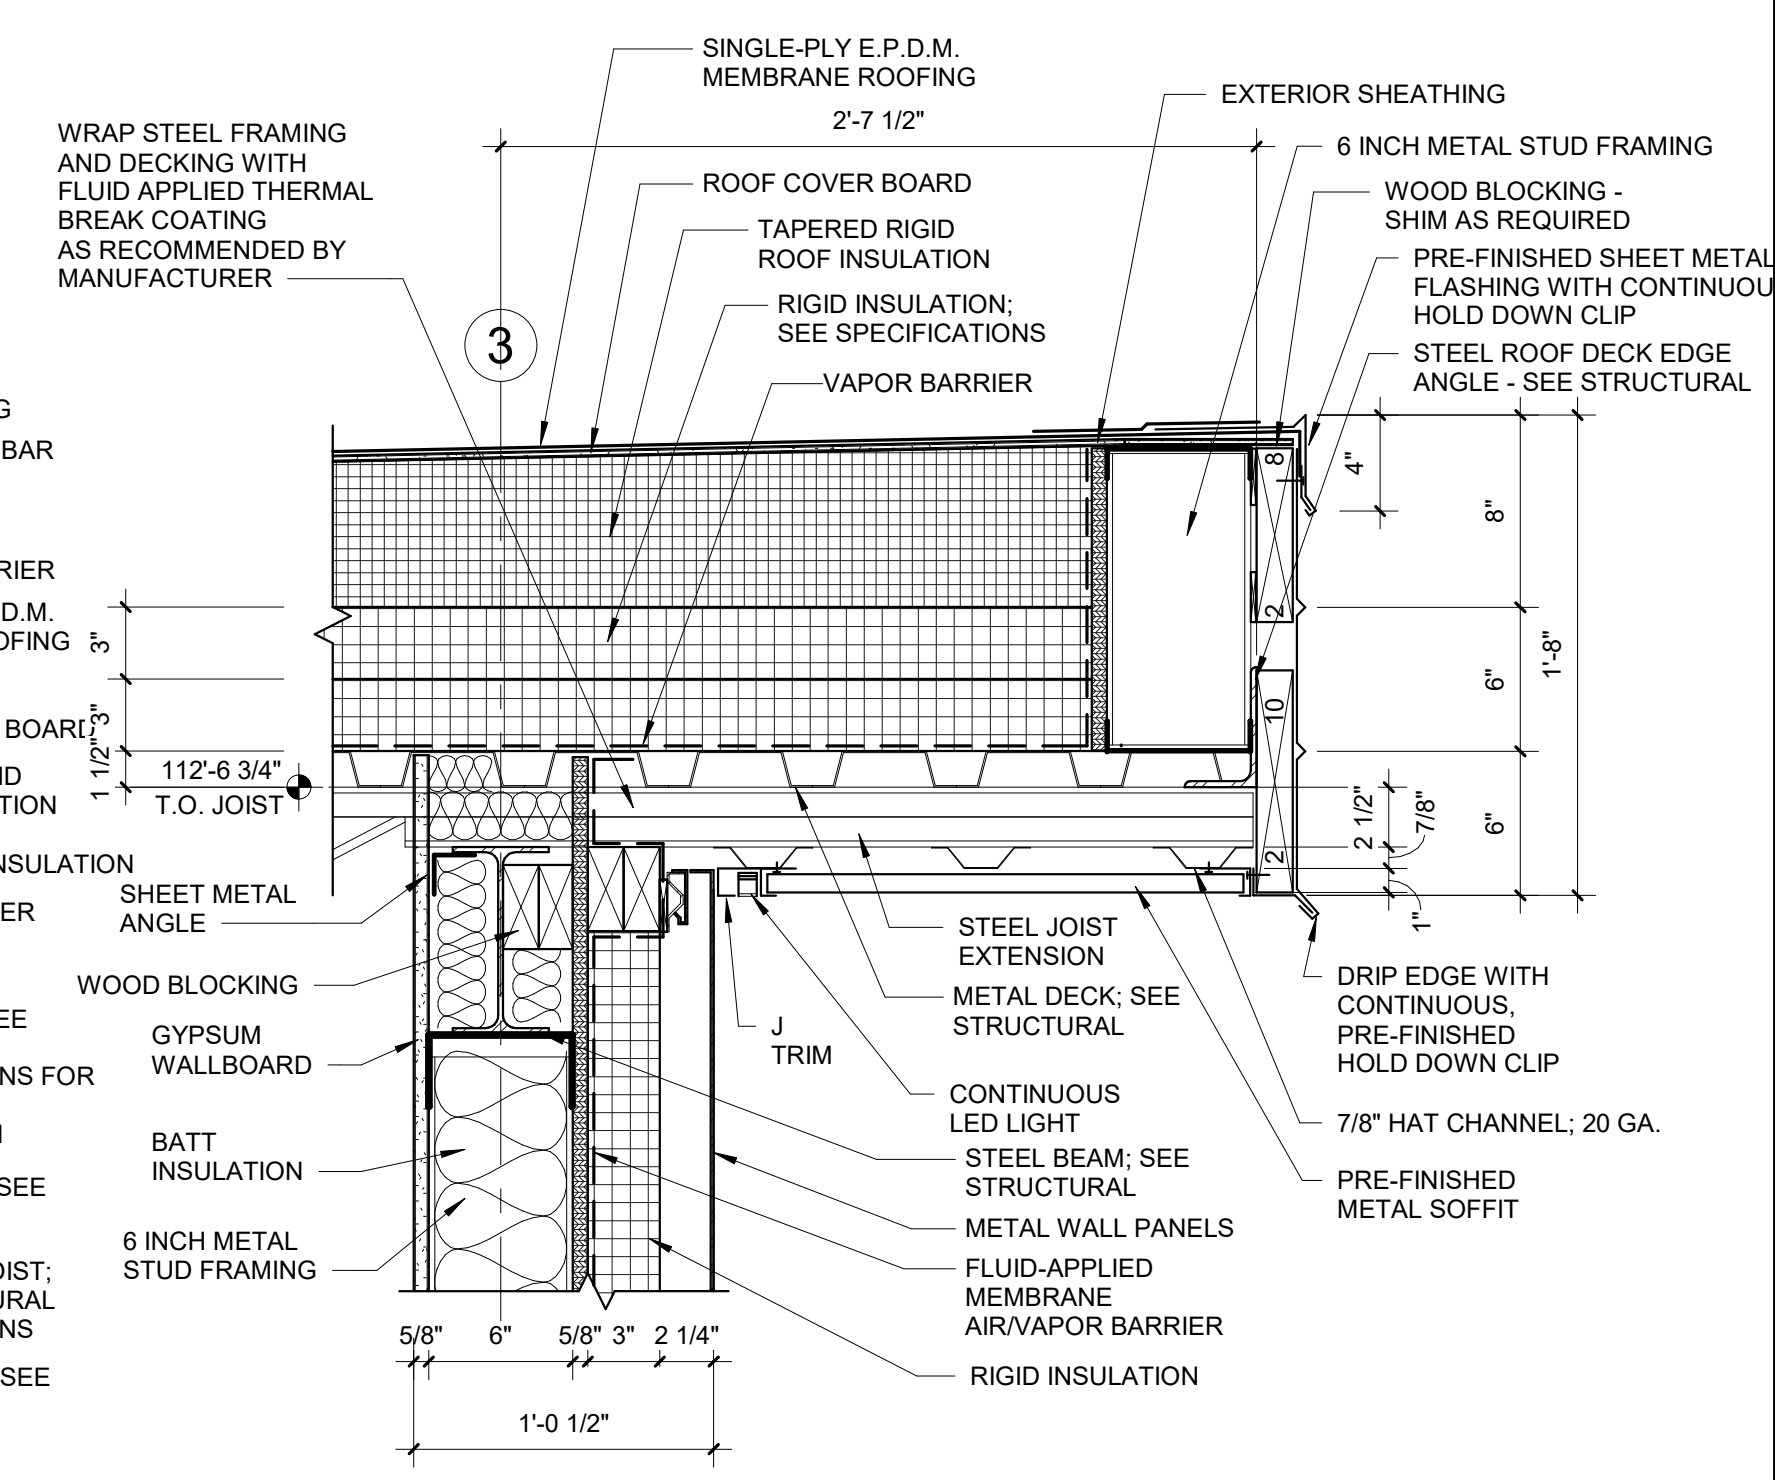 SINGLE-PLY E.P.D.M.
MEMBRANE ROOFING
EXTERIOR SHEATHING
2'-7 1/2"
WRAP STEEL FRAMING
AND DECKING WITH
FLUID APPLIED THERMAL
BREAK COATING
AS RECOMMENDED BY
MANUFACTURER
6 INCH METAL STUD FRAMING
ROOF COVER BOARD
WOOD BLOCKING -
SHIM AS REQUIRED
TAPERED RIGID
ROOF INSULATION
PRE-FINISHED SHEET METAL
FLASHING WITH CONTINUOU
HOLD DOWN CLIP
RIGID INSULATION;
SEE SPECIFICATIONS
3
STEEL ROOF DECK EDGE
ANGLE - SEE STRUCTURAL
VAPOR BARRIER
G
BAR
RIER
D.M.
OFING
BOARD
ID
TION
NSULATION
ER
EE
NS FOR
SEE
OIST;
URAL
NS
SEE
3"
3"
1 1/2"
112'-6 3/4"
T.O. JOIST
8
2
10
2
4"
8"
6"
6"
1'-8"
2 1/2"
7/8"
1"
SHEET METAL
ANGLE
WOOD BLOCKING
GYPSUM
WALLBOARD
BATT
INSULATION
6 INCH METAL
STUD FRAMING
STEEL JOIST
EXTENSION
METAL DECK; SEE
STRUCTURAL
J
TRIM
CONTINUOUS
LED LIGHT
STEEL BEAM; SEE
STRUCTURAL
METAL WALL PANELS
FLUID-APPLIED
MEMBRANE
AIR/VAPOR BARRIER
RIGID INSULATION
DRIP EDGE WITH
CONTINUOUS,
PRE-FINISHED
HOLD DOWN CLIP
7/8" HAT CHANNEL; 20 GA.
PRE-FINISHED
METAL SOFFIT
5/8" 6" 5/8" 3" 2 1/4"
1'-0 1/2"